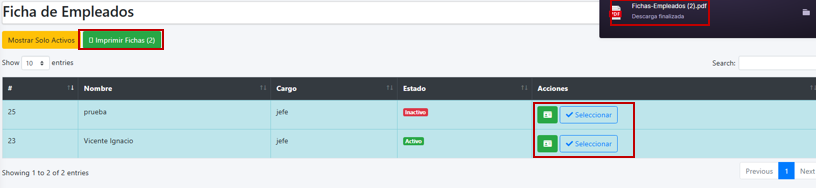 Ficha de Empleados
Fichas-Empleados (2).pdf
Descarga finalizada
PDF
Mostrar Solo Activos
Imprimir Fichas (2)
Show 10 entries
Search:
# Nombre Cargo Estado Acciones
25 prueba jefe Inactivo Seleccionar
23 Vicente Ignacio jefe Activo Seleccionar
Showing 1 to 2 of 2 entries
Previous 1 Next